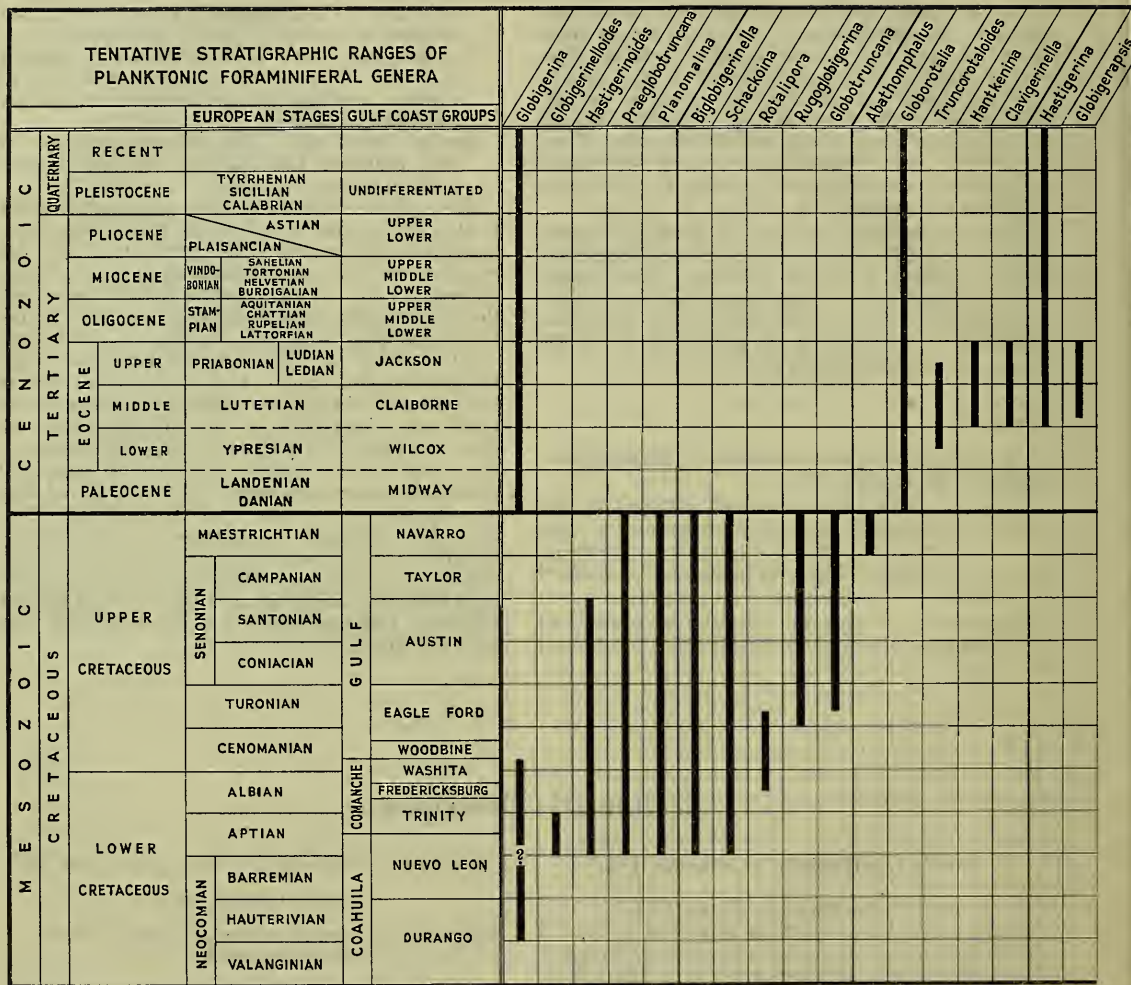 TENTATIVE STRATIGRAPHIC RANGES OF
PLANKTONIC FORAMINIFERAL GENERA
EUROPEAN STAGES
GULF COAST GROUPS
Globigerina
Globigerinelloides
Hastigerinoides
Praeglobotruncana
Planomalina
Biglobigerinella
Schackoina
Rotalipora
Rugoglobigerina
Globotruncana
Abathomphalus
Globorotalia
Truncorotaloides
Hantkenina
Clavigerinella
Hastigerina
Globigerapsis
CENOZOIC
QUATERNARY
RECENT
PLEISTOCENE
TYRRHENIAN
SICILIAN
CALABRIAN
UNDIFFERENTIATED
TERTIARY
PLIOCENE
ASTIAN
PLAISANCIAN
UPPER
LOWER
MIOCENE
VINDO-
BONIAN
SAHELIAN
TORTONIAN
HELVETIAN
BURDIGALIAN
UPPER
MIDDLE
LOWER
OLIGOCENE
STAM-
PIAN
AQUITANIAN
CHATTIAN
RUPELIAN
LATTORFIAN
UPPER
MIDDLE
LOWER
EOCENE
UPPER
PRIABONIAN
LUDIAN
LEDIAN
JACKSON
MIDDLE
LUTETIAN
CLAIBORNE
LOWER
YPRESIAN
WILCOX
PALEOCENE
LANDENIAN
DANIAN
MIDWAY
MESOZOIC
CRETACEOUS
UPPER
CRETACEOUS
MAESTRICHTIAN
GULF
NAVARRO
SENONIAN
CAMPANIAN
TAYLOR
SANTONIAN
AUSTIN
CONIACIAN
TURONIAN
EAGLE FORD
CENOMANIAN
WOODBINE
LOWER
CRETACEOUS
COMANCHE
WASHITA
ALBIAN
FREDERICKSBURG
TRINITY
APTIAN
?
COAHUILA
NUEVO LEON
NEOCOMIAN
BARREMIAN
HAUTERIVIAN
DURANGO
VALANGINIAN